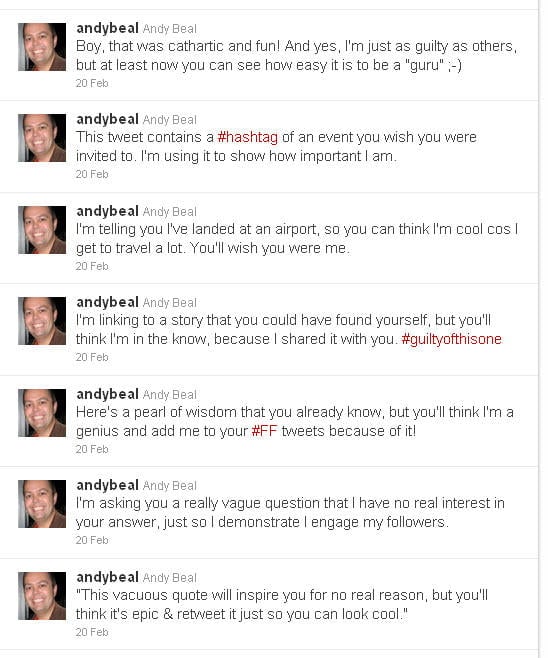 andybeal Andy Beal
Boy, that was cathartic and fun! And yes, I'm just as guilty as others,
but at least now you can see how easy it is to be a "guru" ;-)
20 Feb
andybeal Andy Beal
This tweet contains a #hashtag of an event you wish you were
invited to. I'm using it to show how important I am.
20 Feb
andybeal Andy Beal
I'm telling you I've landed at an airport, so you can think I'm cool cos I
get to travel a lot. You'll wish you were me.
20 Feb
andybeal Andy Beal
I'm linking to a story that you could have found yourself, but you'll
think I'm in the know, because I shared it with you. #guiltyofthisone
20 Feb
andybeal Andy Beal
Here's a pearl of wisdom that you already know, but you'll think I'm a
genius and add me to your #FF tweets because of it!
20 Feb
andybeal Andy Beal
I'm asking you a really vague question that I have no real interest in
your answer, just so I demonstrate I engage my followers.
20 Feb
andybeal Andy Beal
"This vacuous quote will inspire you for no real reason, but you'll
think it's epic & retweet it just so you can look cool."
20 Feb